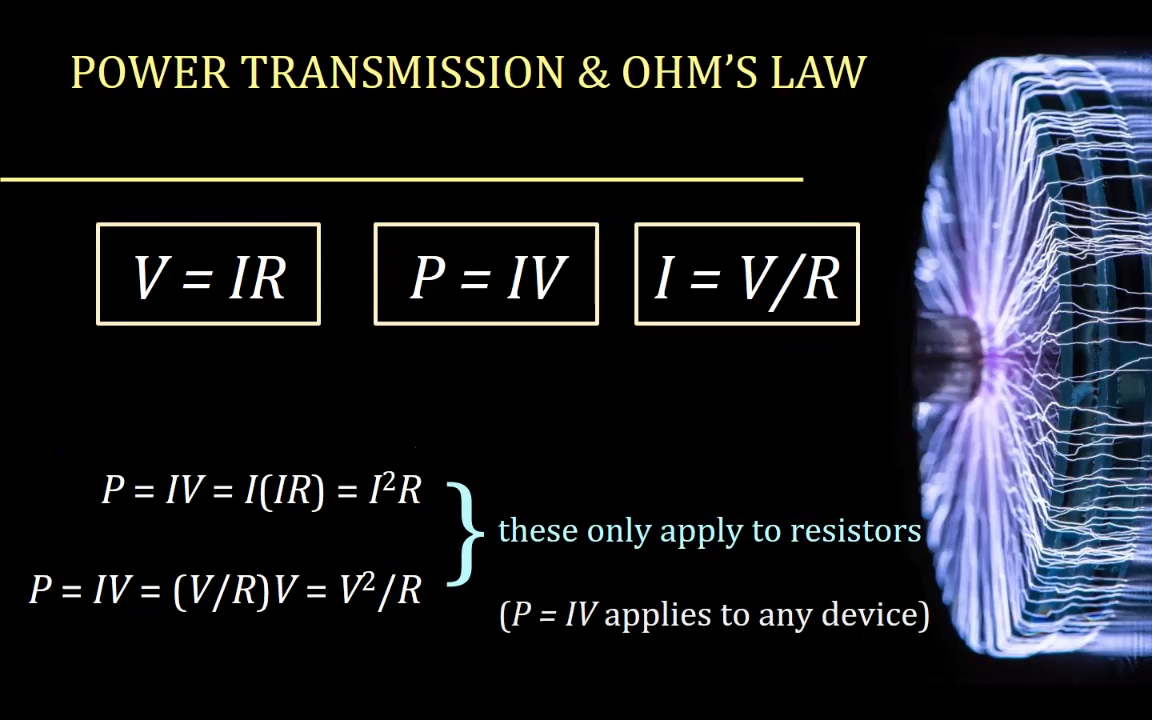 POWER TRANSMISSION & OHM’S LAW
V = IR
P = IV
I = V/R
P = IV = I(IR) = I²R
these only apply to resistors
P = IV = (V/R)V = V²/R
(P = IV applies to any device)